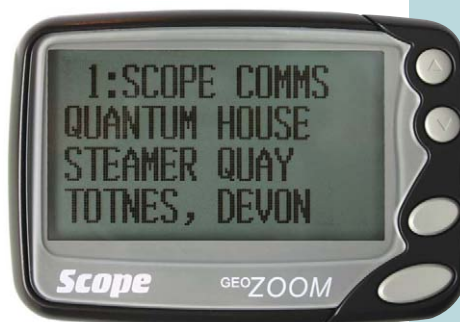 1:SCOPE COMMS
QUANTUM HOUSE
STEAMER QUAY
TOTNES, DEVON
Scope
GEOZOOM